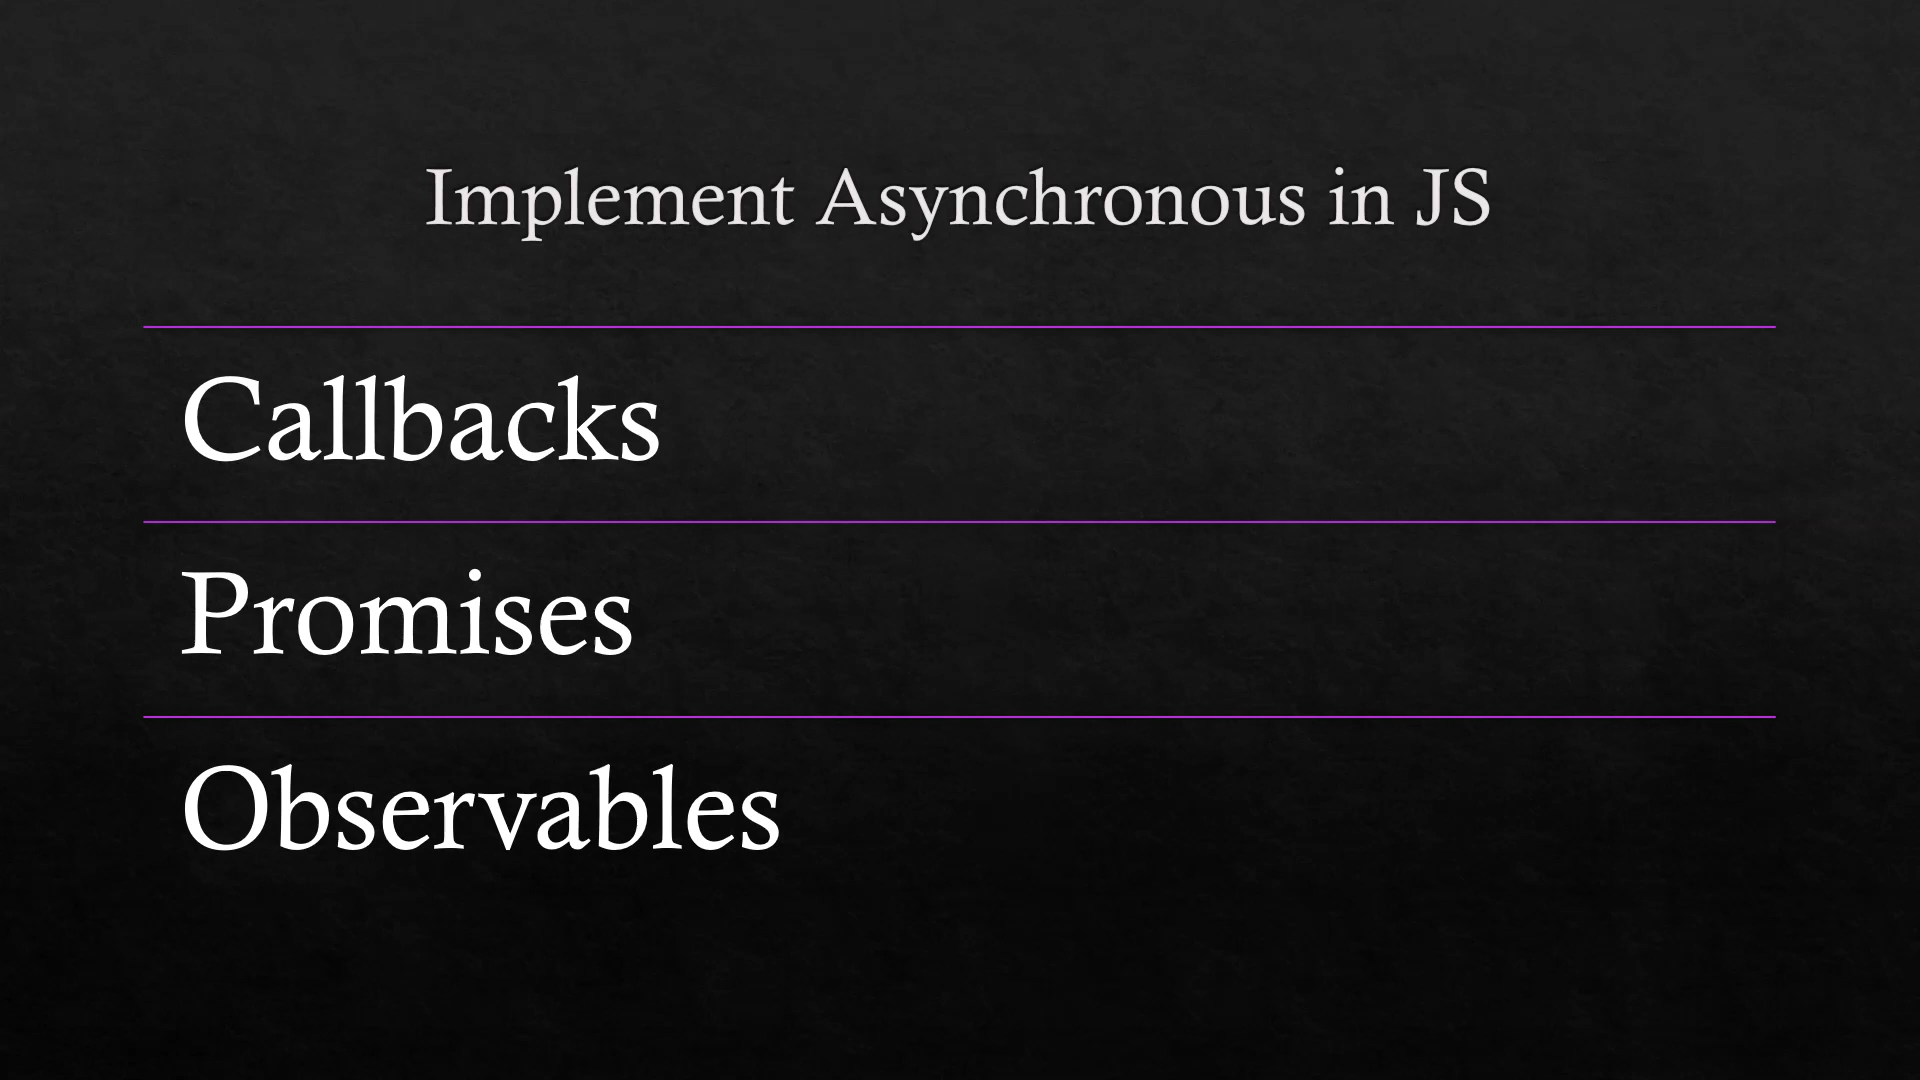 Implement Asynchronous in JS
Callbacks
Promises
Observables